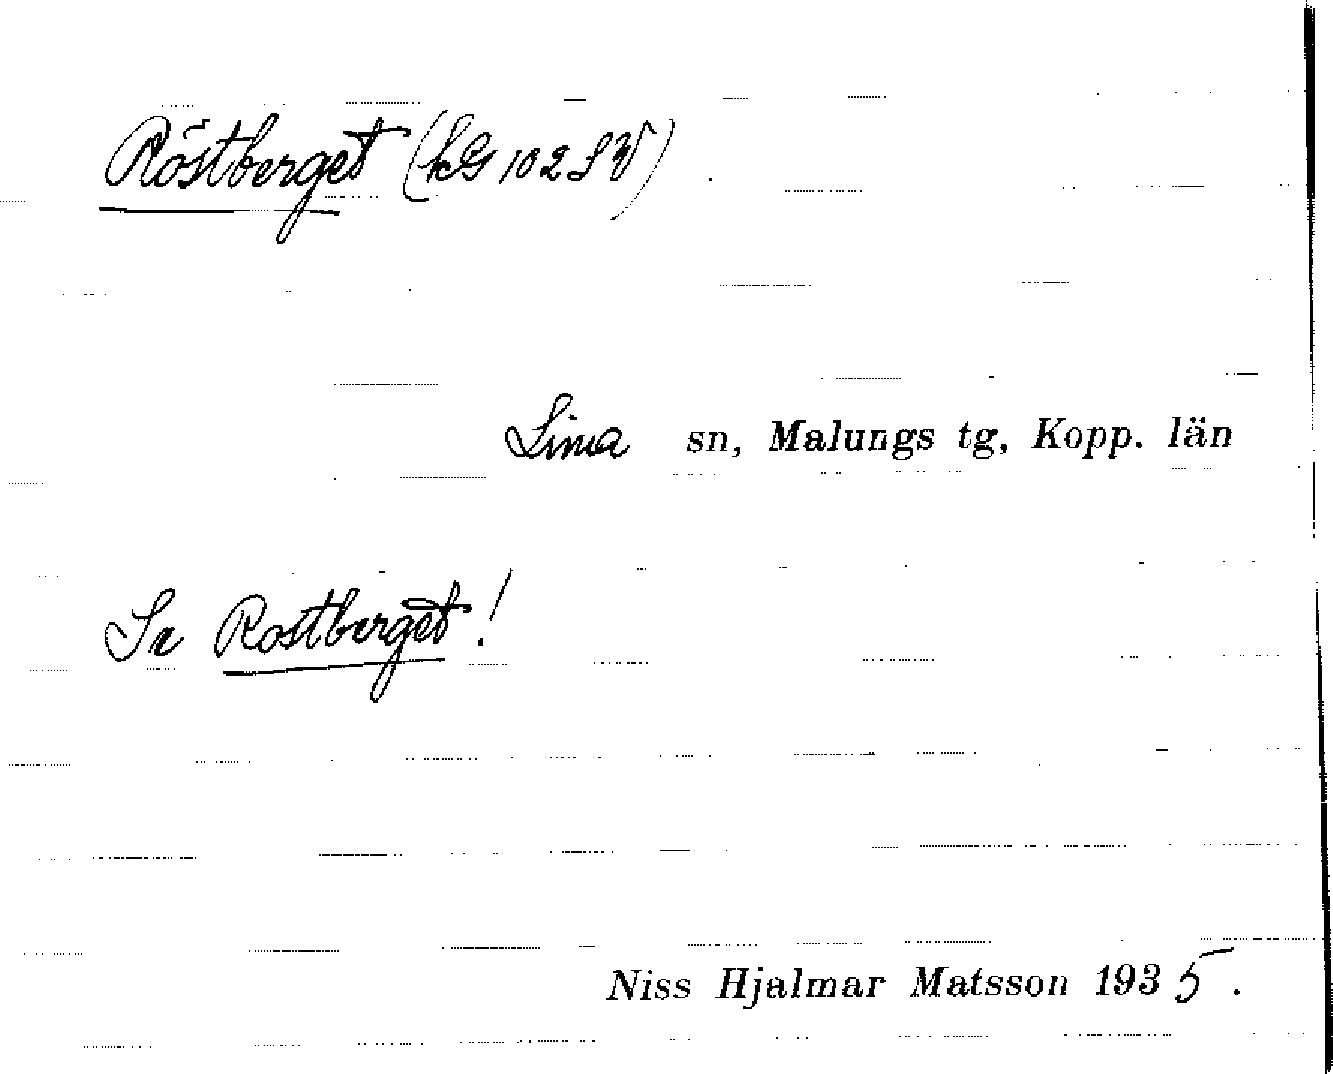 Röstberget (kG 102 SV)
Lima sn, Malungs tg, Kopp. län
Se Rostberget!
Niss Hjalmar Matsson 1935.